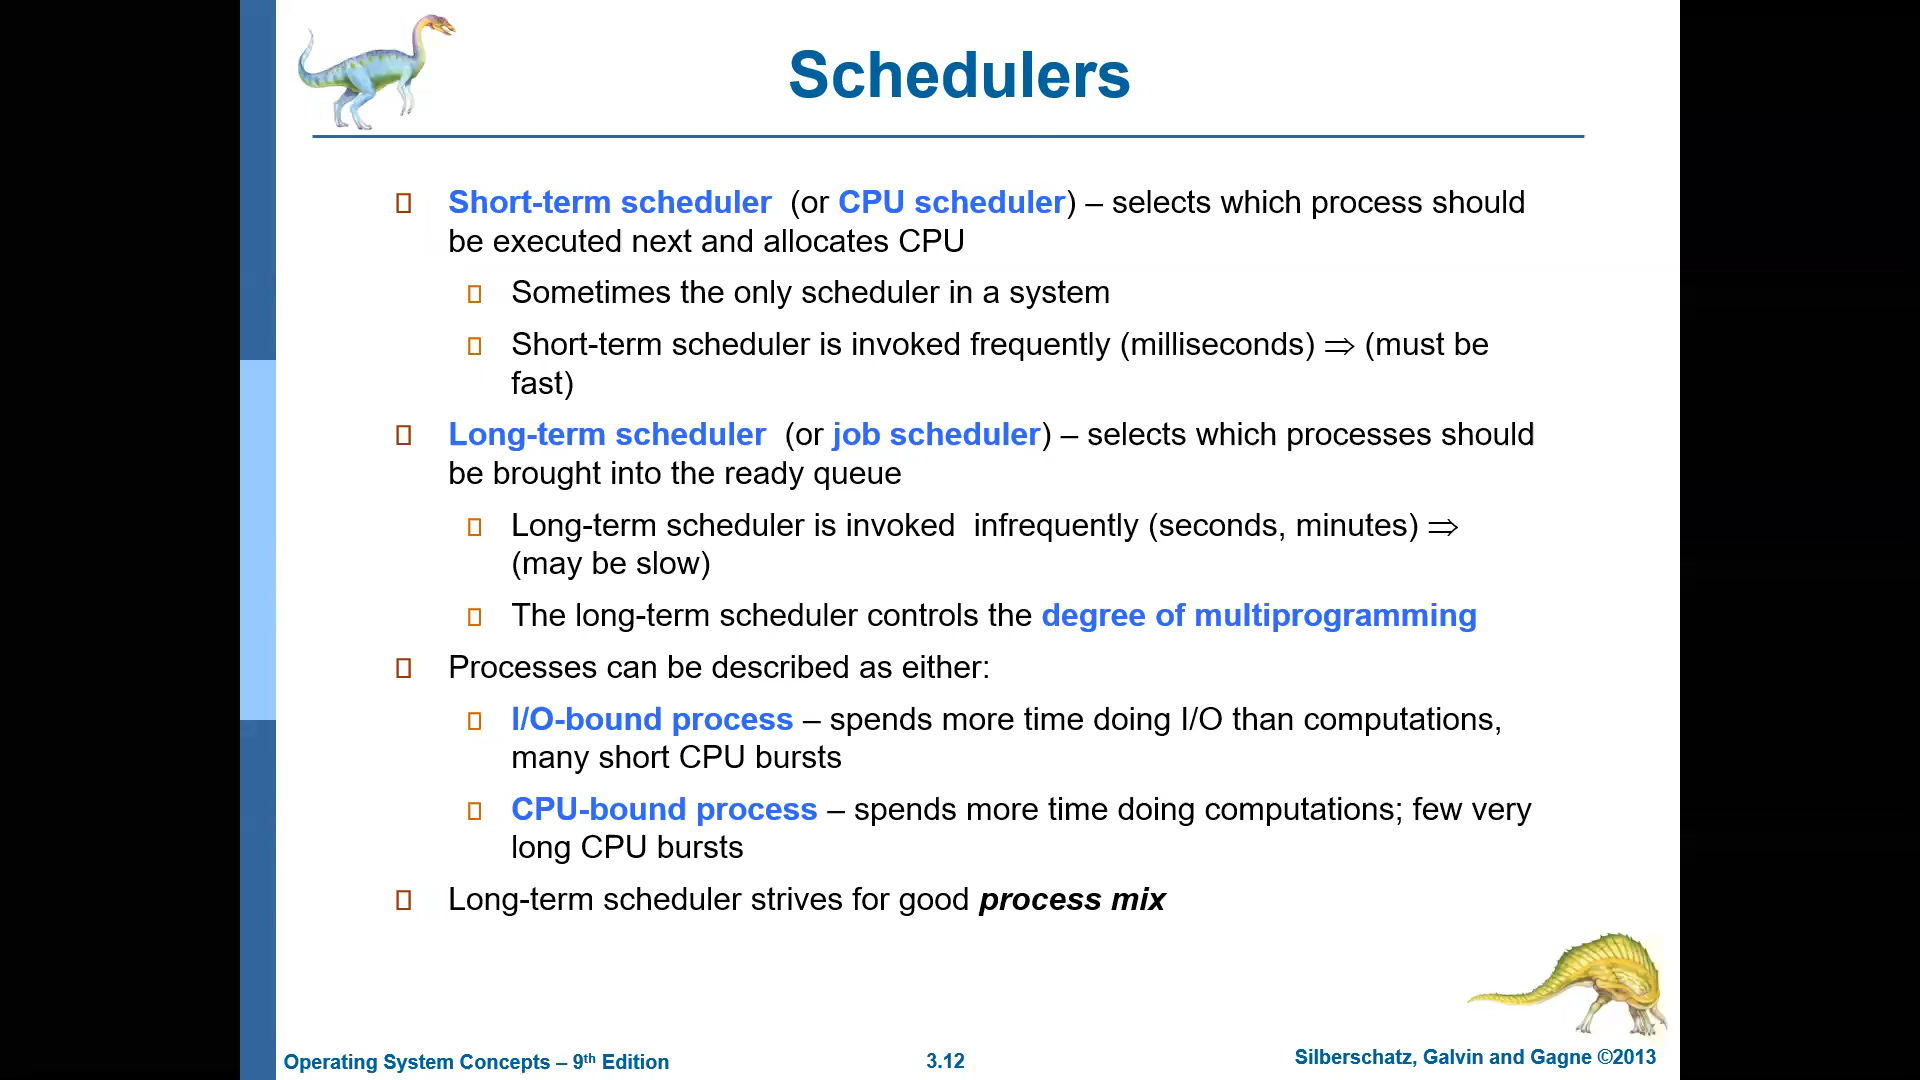 Schedulers
Short-term scheduler  (or CPU scheduler) – selects which process should
be executed next and allocates CPU
Sometimes the only scheduler in a system
Short-term scheduler is invoked frequently (milliseconds) ⇒ (must be
fast)
Long-term scheduler  (or job scheduler) – selects which processes should
be brought into the ready queue
Long-term scheduler is invoked  infrequently (seconds, minutes) ⇒
(may be slow)
The long-term scheduler controls the degree of multiprogramming
Processes can be described as either:
I/O-bound process – spends more time doing I/O than computations,
many short CPU bursts
CPU-bound process – spends more time doing computations; few very
long CPU bursts
Long-term scheduler strives for good process mix
Operating System Concepts – 9th Edition
3.12
Silberschatz, Galvin and Gagne ©2013